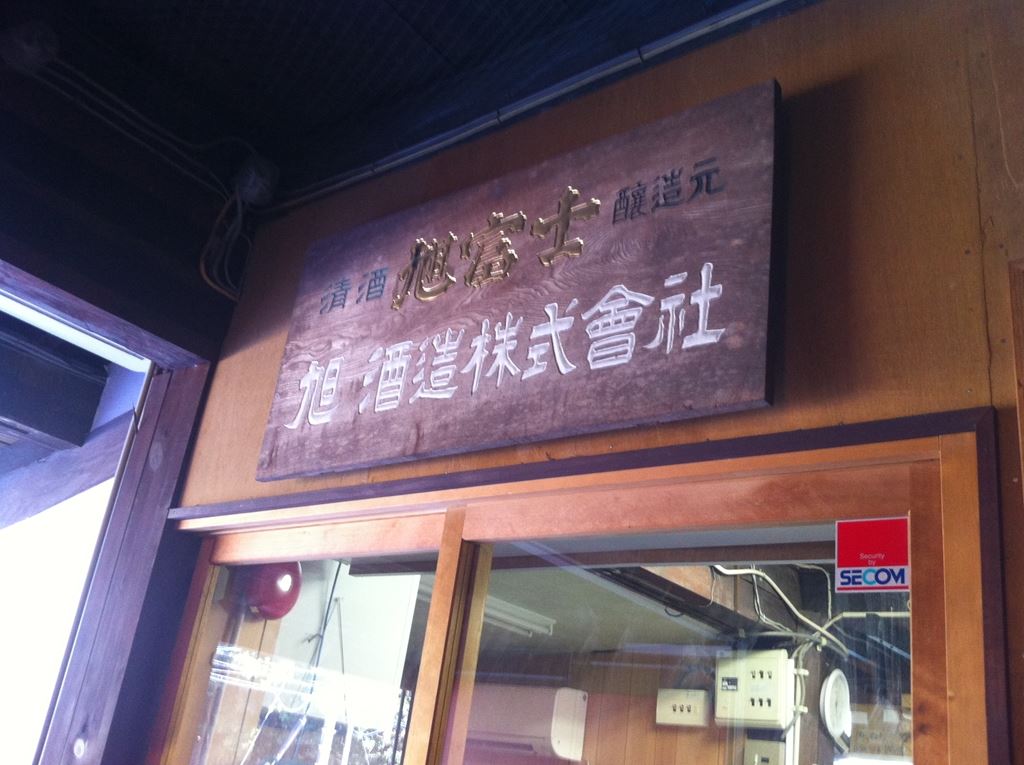 清酒 旭富士 醸造元
旭酒造株式會社
Security
by
SECOM